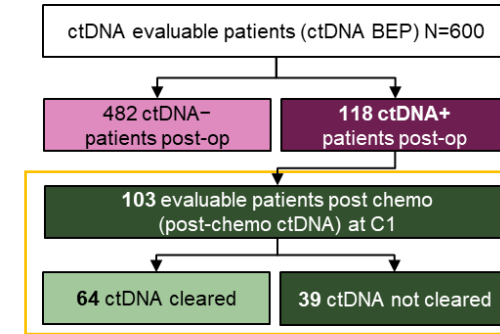 ctDNA evaluable patients (ctDNA BEP) N=600
482 ctDNA−
patients post-op
118 ctDNA+
patients post-op
103 evaluable patients post chemo
(post-chemo ctDNA) at C1
64 ctDNA cleared
39 ctDNA not cleared